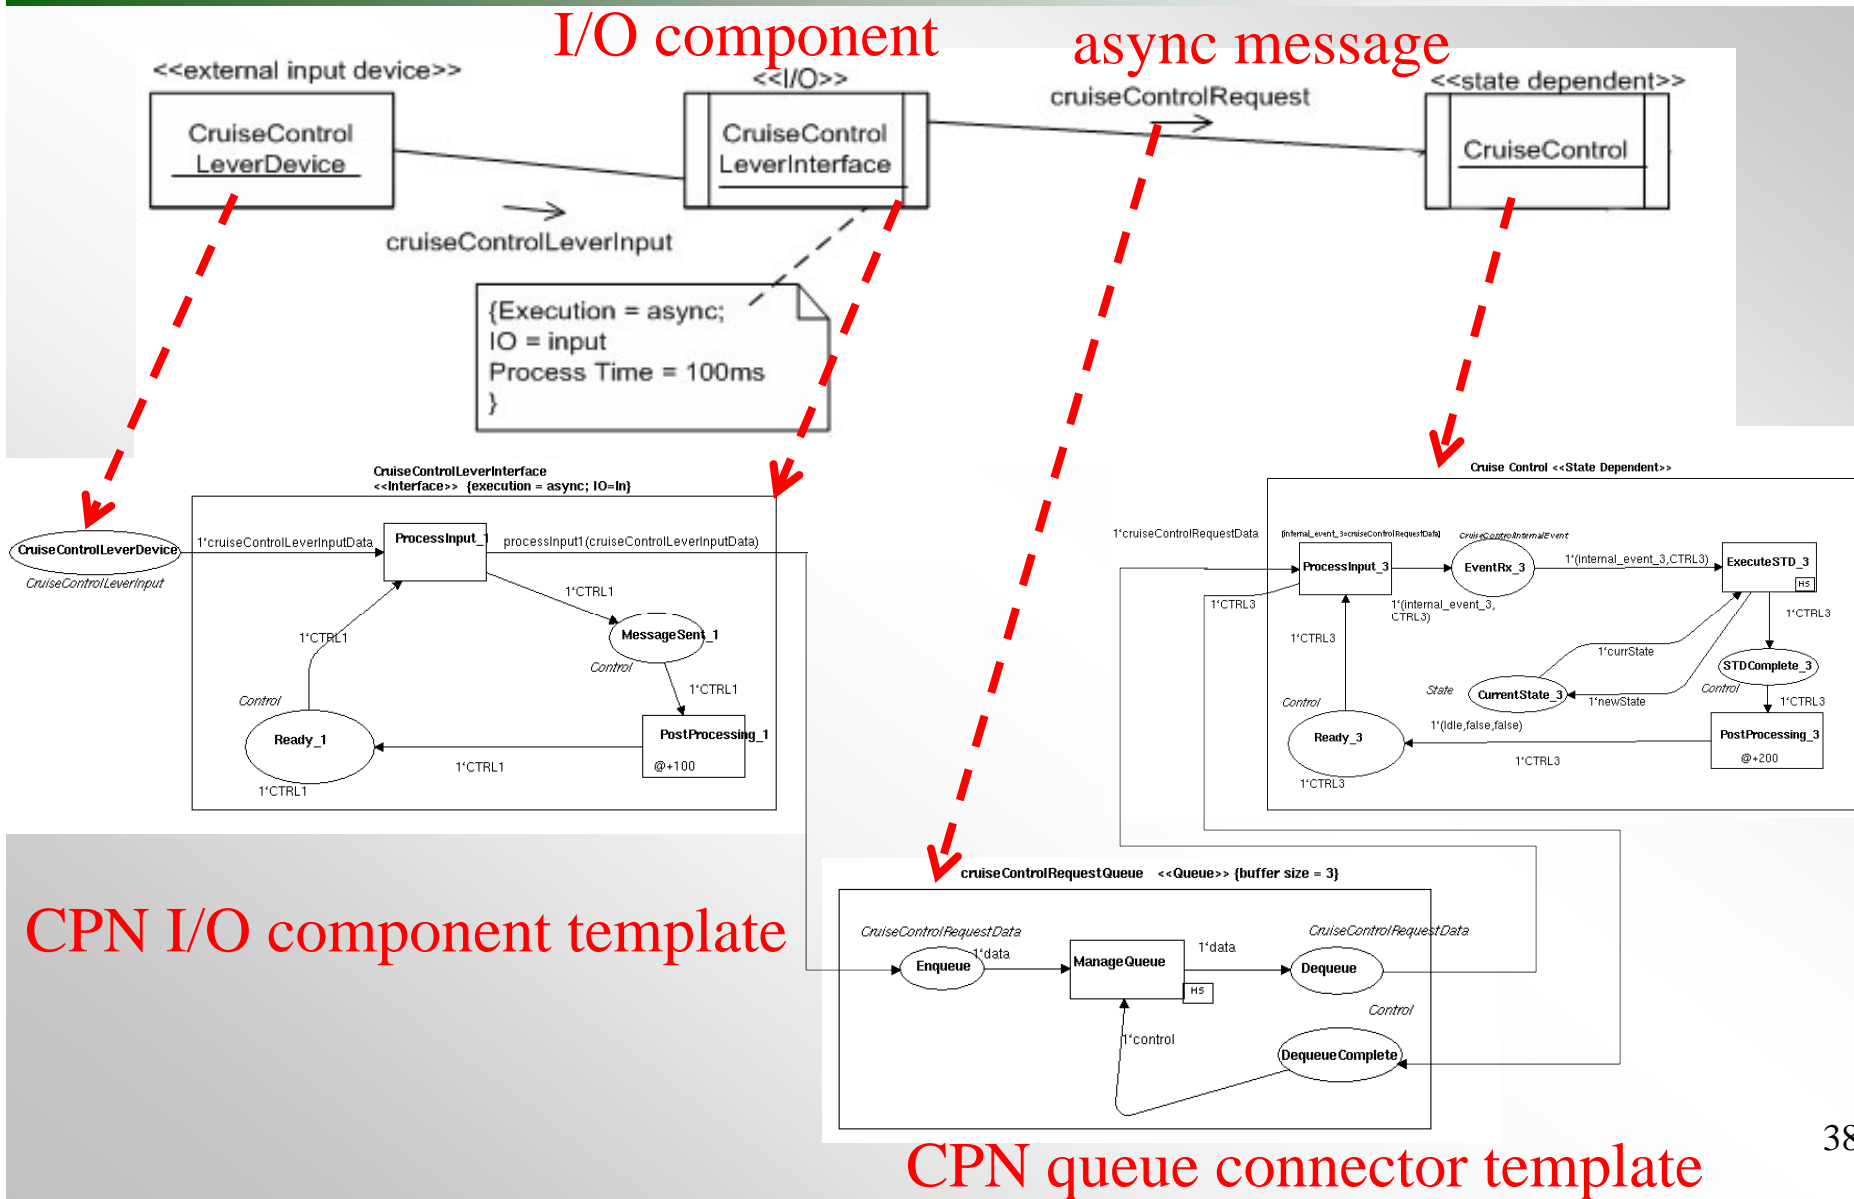 I/O component
async message
<<external input device>>
<<I/O>>
<<state dependent>>
cruiseControlRequest
CruiseControl
LeverDevice
CruiseControl
LeverInterface
CruiseControl
cruiseControlLeverInput
{Execution = async;
IO = input
Process Time = 100ms
}
CruiseControlLeverInterface
<<Interface>> {execution = async; IO=In}
CruiseControlLeverDevice
CruiseControlLeverInput
1`cruiseControlLeverInputData
ProcessInput_1
processInput1(cruiseControlLeverInputData)
1`CTRL1
1`CTRL1
MessageSent_1
Control
1`CTRL1
Control
Ready_1
1`CTRL1
1`CTRL1
PostProcessing_1
@+100
Cruise Control <<State Dependent>>
1`cruiseControlRequestData
[internal_event_3=cruiseControlRequestData]
CruiseControlInternalEvent
ProcessInput_3
EventRx_3
1`(internal_event_3,CTRL3)
ExecuteSTD_3
HS
1`CTRL3
1`(internal_event_3,
CTRL3)
1`CTRL3
1`CTRL3
1`currState
STDComplete_3
Control
State
CurrentState_3
1`newState
1`CTRL3
Control
1`(Idle,false,false)
Ready_3
1`CTRL3
1`CTRL3
PostProcessing_3
@+200
cruiseControlRequestQueue <<Queue>> {buffer size = 3}
CruiseControlRequestData
CruiseControlRequestData
Enqueue
1`data
ManageQueue
HS
1`data
Dequeue
Control
1`control
DequeueComplete
CPN I/O component template
CPN queue connector template
38